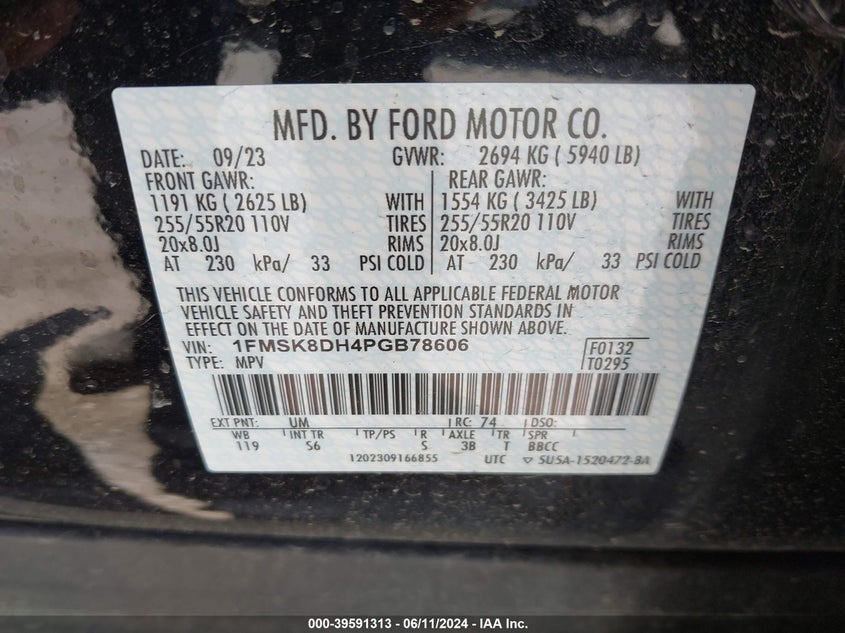 MFD. BY FORD MOTOR CO.
DATE: 09/23 GVWR: 2694 KG ( 5940 LB)
FRONT GAWR: REAR GAWR:
1191 KG ( 2625 LB) WITH 1554 KG ( 3425 LB) WITH
255/55R20 110V TIRES 255/55R20 110V TIRES
20x8.0J RIMS 20x8.0J RIMS
AT 230 kPa/ 33 PSI COLD AT 230 kPa/ 33 PSI COLD
THIS VEHICLE CONFORMS TO ALL APPLICABLE FEDERAL MOTOR
VEHICLE SAFETY AND THEFT PREVENTION STANDARDS IN
EFFECT ON THE DATE OF MANUFACTURE SHOWN ABOVE.
VIN: 1FMSK8DH4PGB78606 F0132
TYPE: MPV T0295
EXT PNT: UM RC: 74 DSO:
WB INT TR TP/PS R AXLE TR SPR
119 S6 S 3B T BBCC
1202309166855 UTC ▽ SU5A-1520472-BA
000-39591313 - 06/11/2024 - IAA Inc.